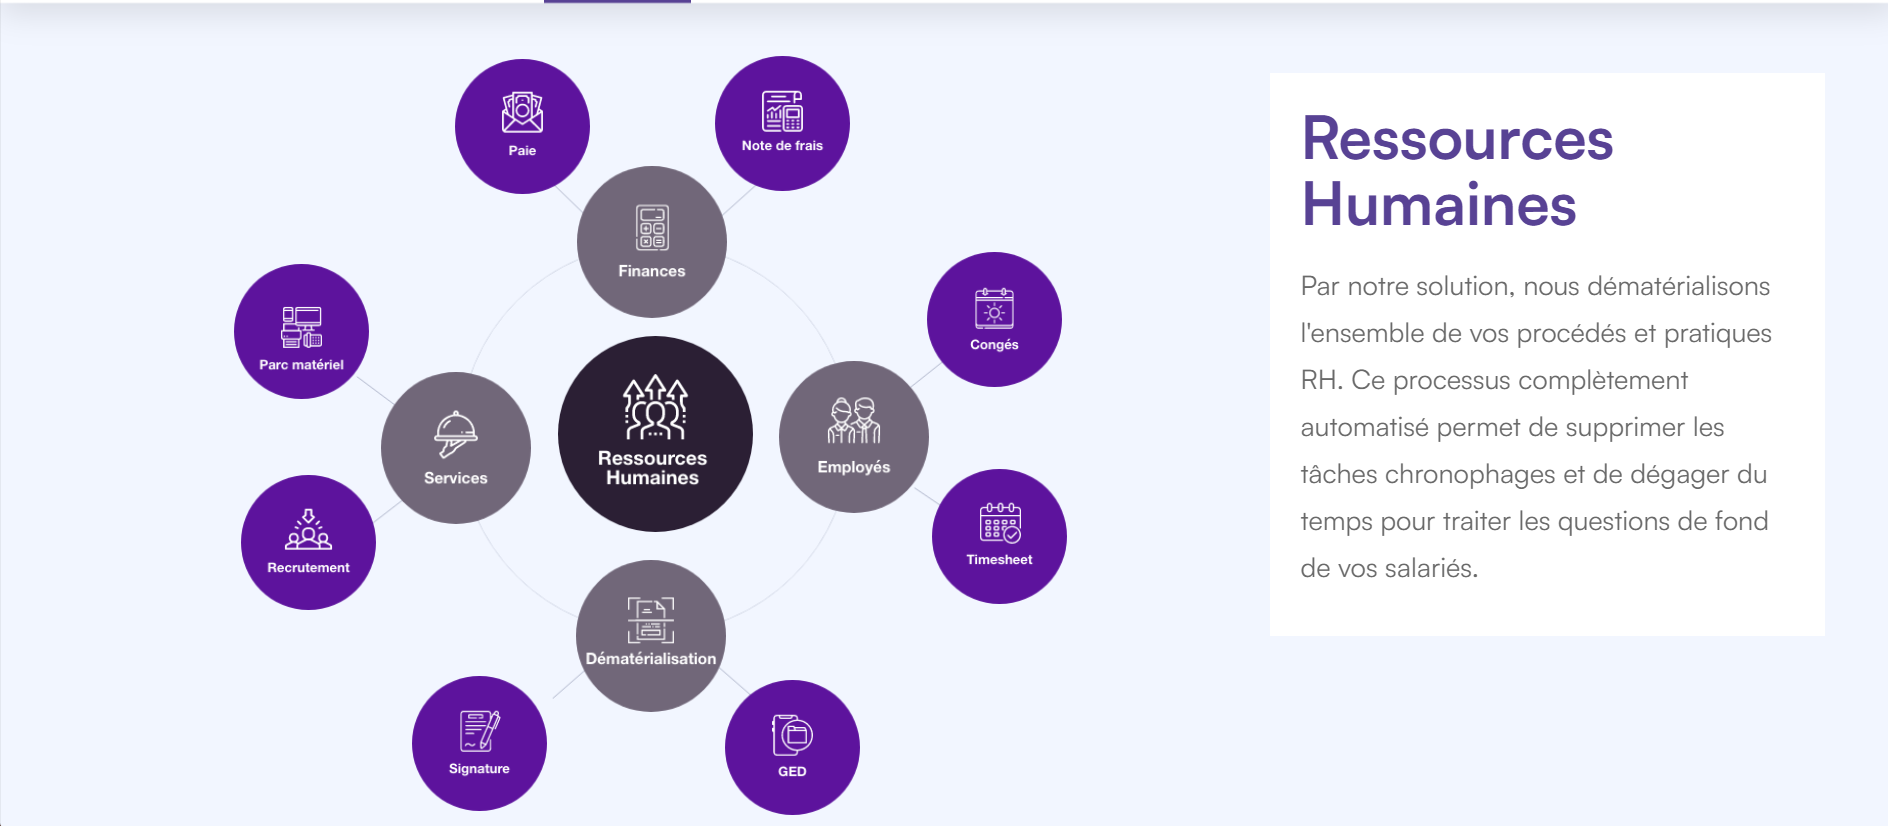 Paie
Note de frais
Finances
Parc matériel
Congés
Services
Ressources
Humaines
Employés
Recrutement
Timesheet
Dématérialisation
Signature
GED
Ressources
Humaines
Par notre solution, nous dématérialisons
l'ensemble de vos procédés et pratiques
RH. Ce processus complètement
automatisé permet de supprimer les
tâches chronophages et de dégager du
temps pour traiter les questions de fond
de vos salariés.